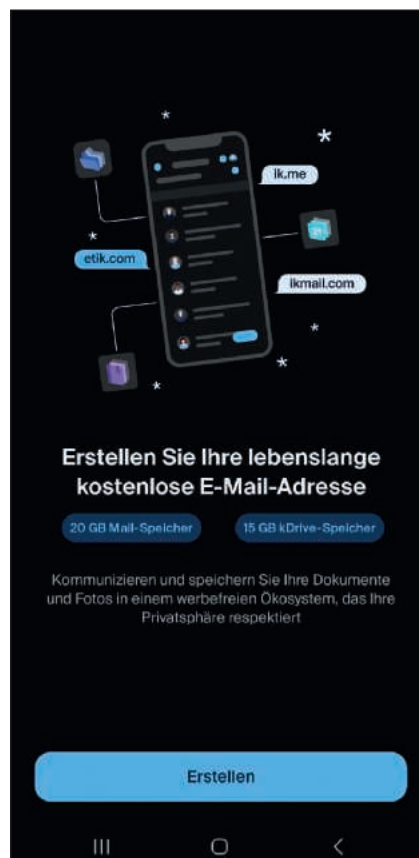 ik.me
etik.com
ikmail.com
Erstellen Sie Ihre lebenslange
kostenlose E-Mail-Adresse
20 GB Mail-Speicher
15 GB kDrive-Speicher
Kommunizieren und speichern Sie Ihre Dokumente
und Fotos in einem werbefreien Ökosystem, das Ihre
Privatsphäre respektiert
Erstellen